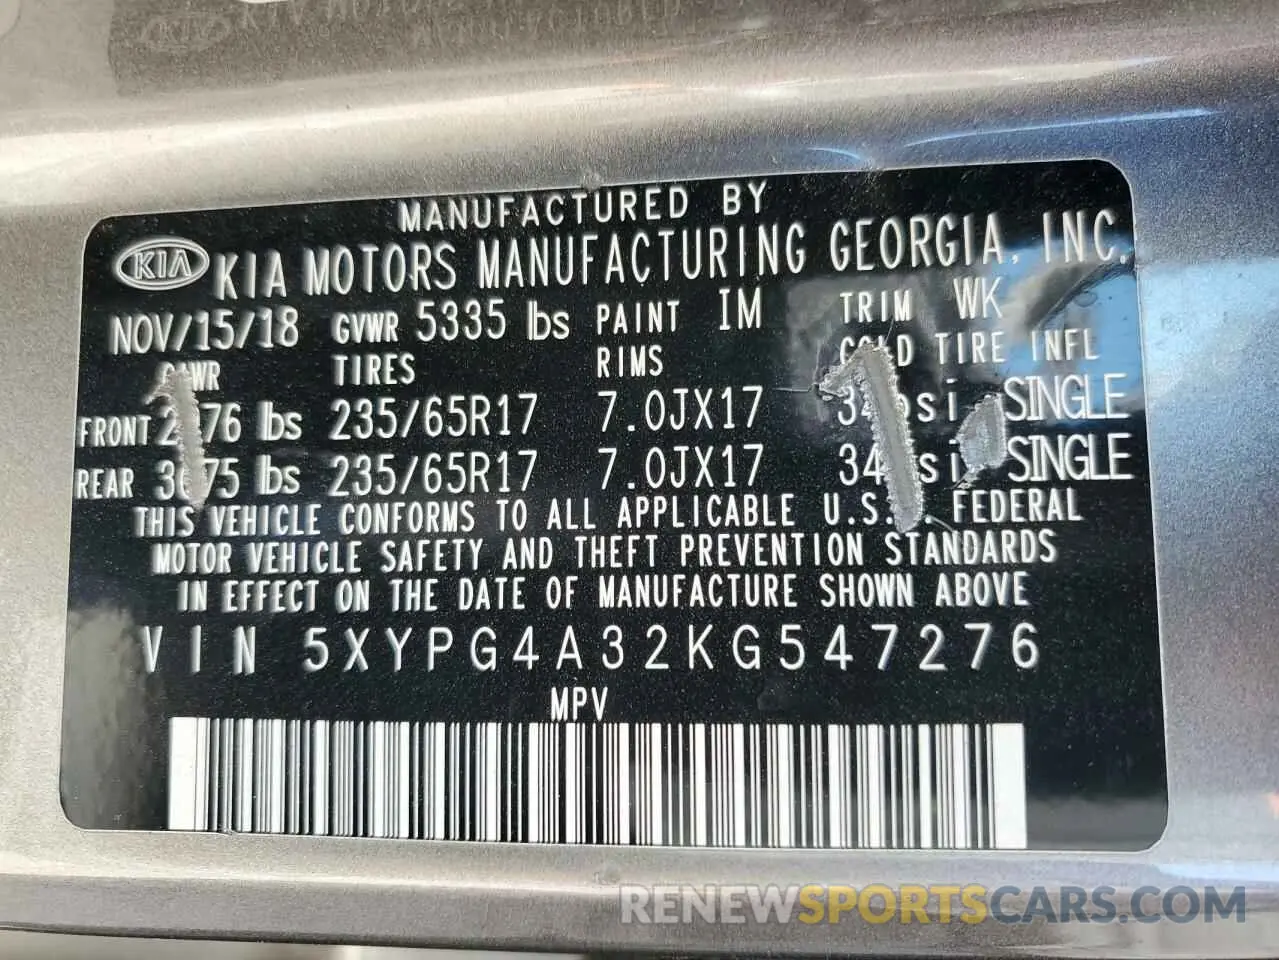 MANUFACTURED BY
KIA KIA MOTORS MANUFACTURING GEORGIA, INC.
NOV/15/18 GVWR 5335 lbs PAINT IM TRIM WK
TIRES RIMS TIRE INFL
FRONT lbs 235/65R17 7.0JX17 SINGLE
REAR lbs 235/65R17 7.0JX17 SINGLE
THIS VEHICLE CONFORMS TO ALL APPLICABLE FEDERAL
MOTOR VEHICLE SAFETY AND THEFT PREVENTION STANDARDS
IN EFFECT ON THE DATE OF MANUFACTURE SHOWN ABOVE
VIN 5XYPG4A32KG547276
MPV
RENEWSPORTSCARS.COM